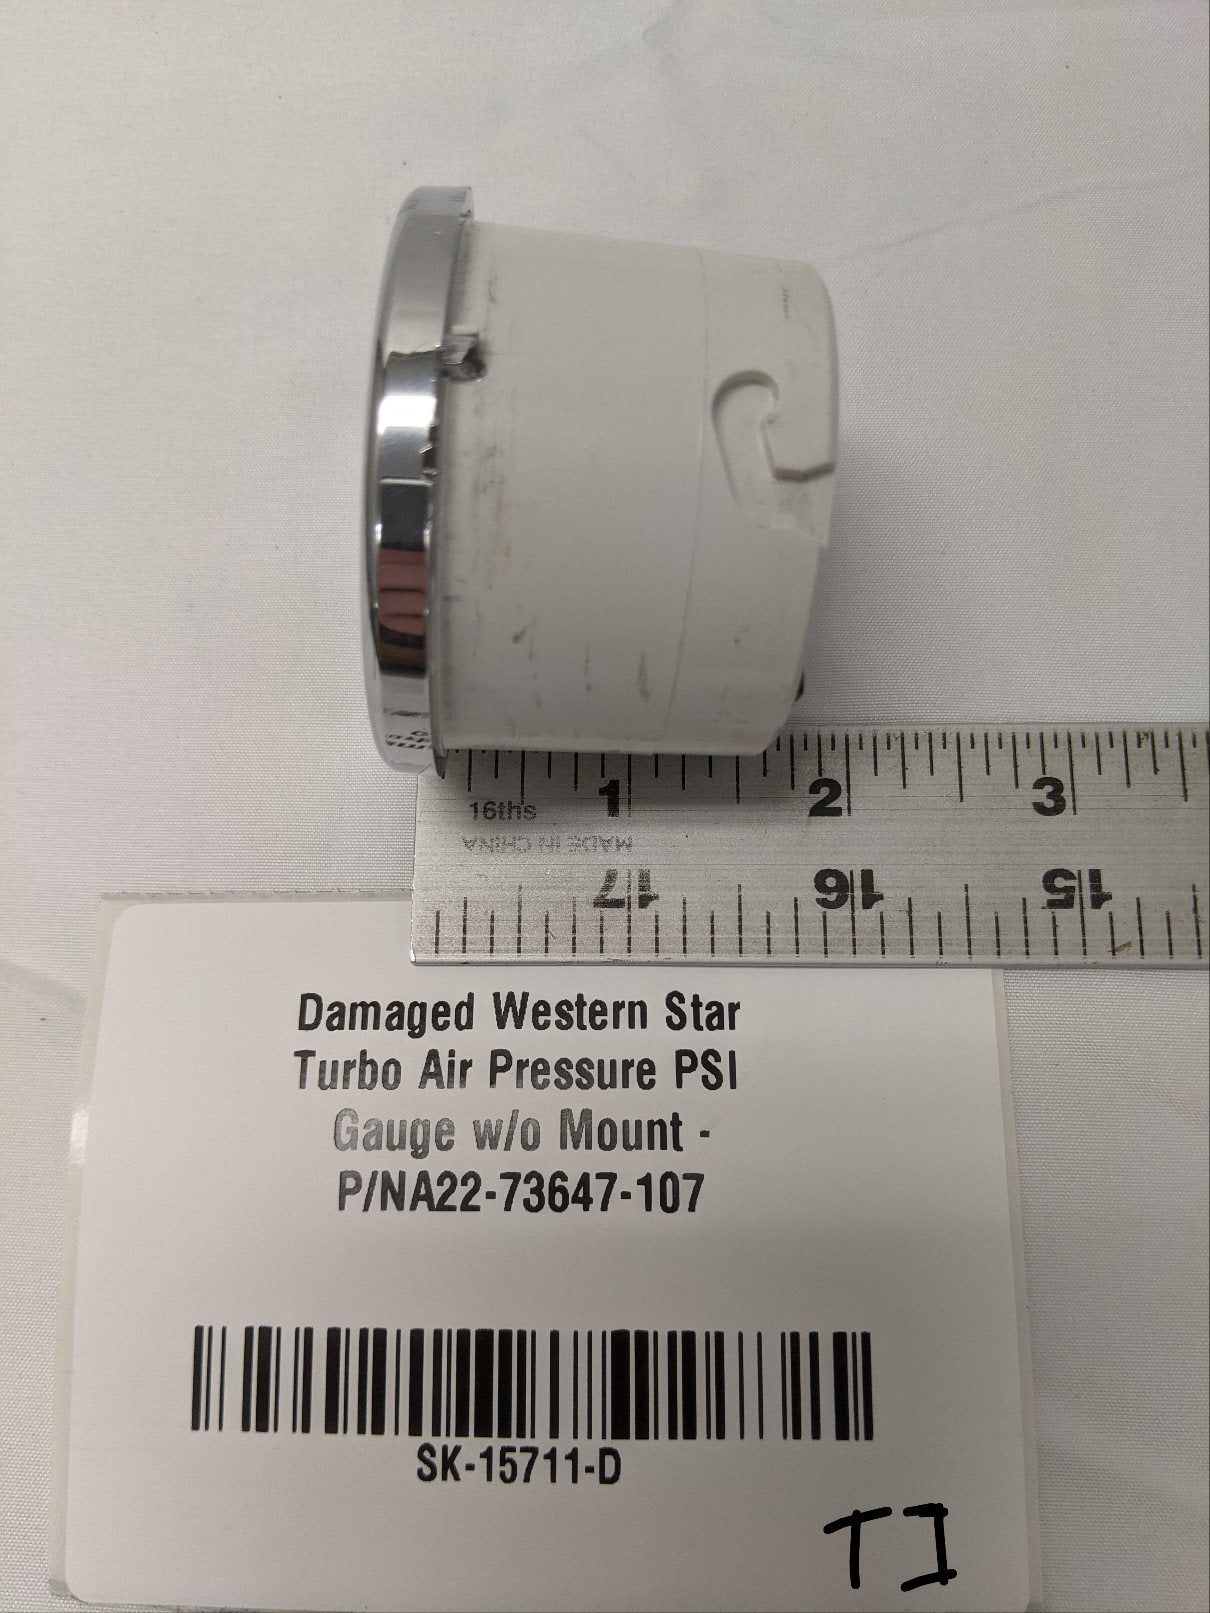 1 2 3
16ths
MADE IN CHINA
17 16 15
Damaged Western Star
Turbo Air Pressure PSI
Gauge w/o Mount -
P/NA22-73647-107
SK-15711-D
TI